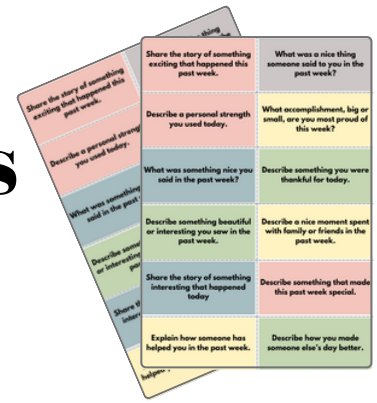 s
thing
Share the story of something
exciting that happened this
past week.
Describe a personal streng
you used today.
What was something
said in the past
Describe some
or interesting
pas
Share t
inter
helped
Share the story of something
exciting that happened this
past week.
What was a nice thing
someone said to you in the
past week?
Describe a personal strength
you used today.
What accomplishment, big or
small, are you most proud of
this week?
What was something nice you
said in the past week?
Describe something you were
thankful for today.
Describe something beautiful
or interesting you saw in the
past week.
Describe a nice moment spent
with family or friends in the
past week.
Share the story of something
interesting that happened
today
Describe something that made
this past week special.
Explain how someone has
helped you in the past week.
Describe how you made
someone else's day better.